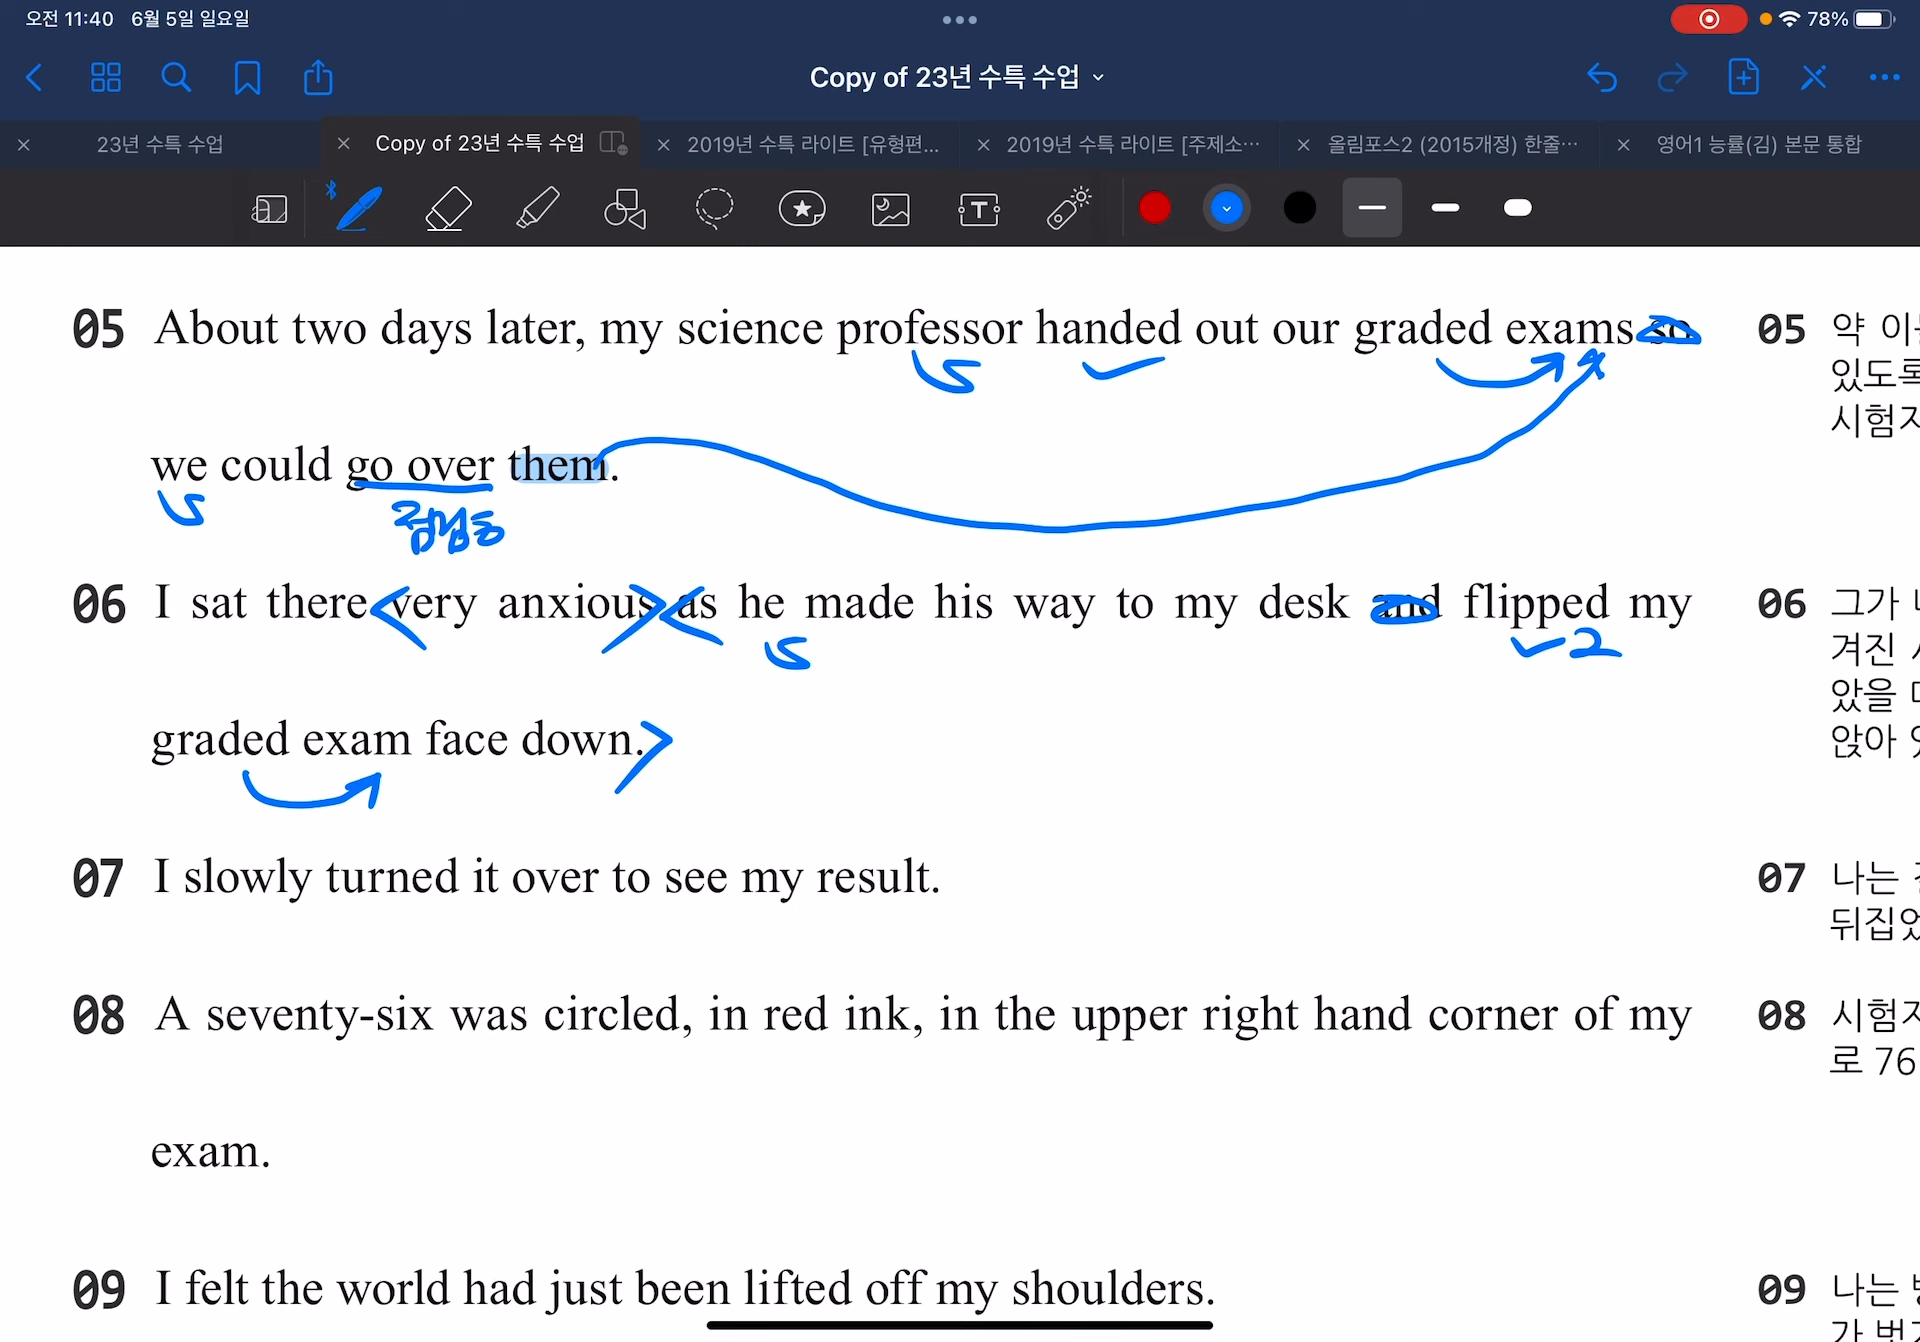 오전 11:40 6월 5일 일요일
78%
Copy of 23년 수특 수업
23년 수특 수업
Copy of 23년 수특 수업
2019년 수특 라이트 [유형편...
2019년 수특 라이트 [주제소...
올림포스2 (2015개정) 한줄...
영어1 능률(김) 본문 통합
05 About two days later, my science professor handed out our graded exams so
we could go over them.
06 I sat there very anxious as he made his way to my desk and flipped my
2
graded exam face down.
07 I slowly turned it over to see my result.
08 A seventy-six was circled, in red ink, in the upper right hand corner of my
exam.
09 I felt the world had just been lifted off my shoulders.
05 약
있도록
시험지
06 그가
겨진
았을
앉아
07 나는
뒤집었
08 시험지
로 76
09 나는
가